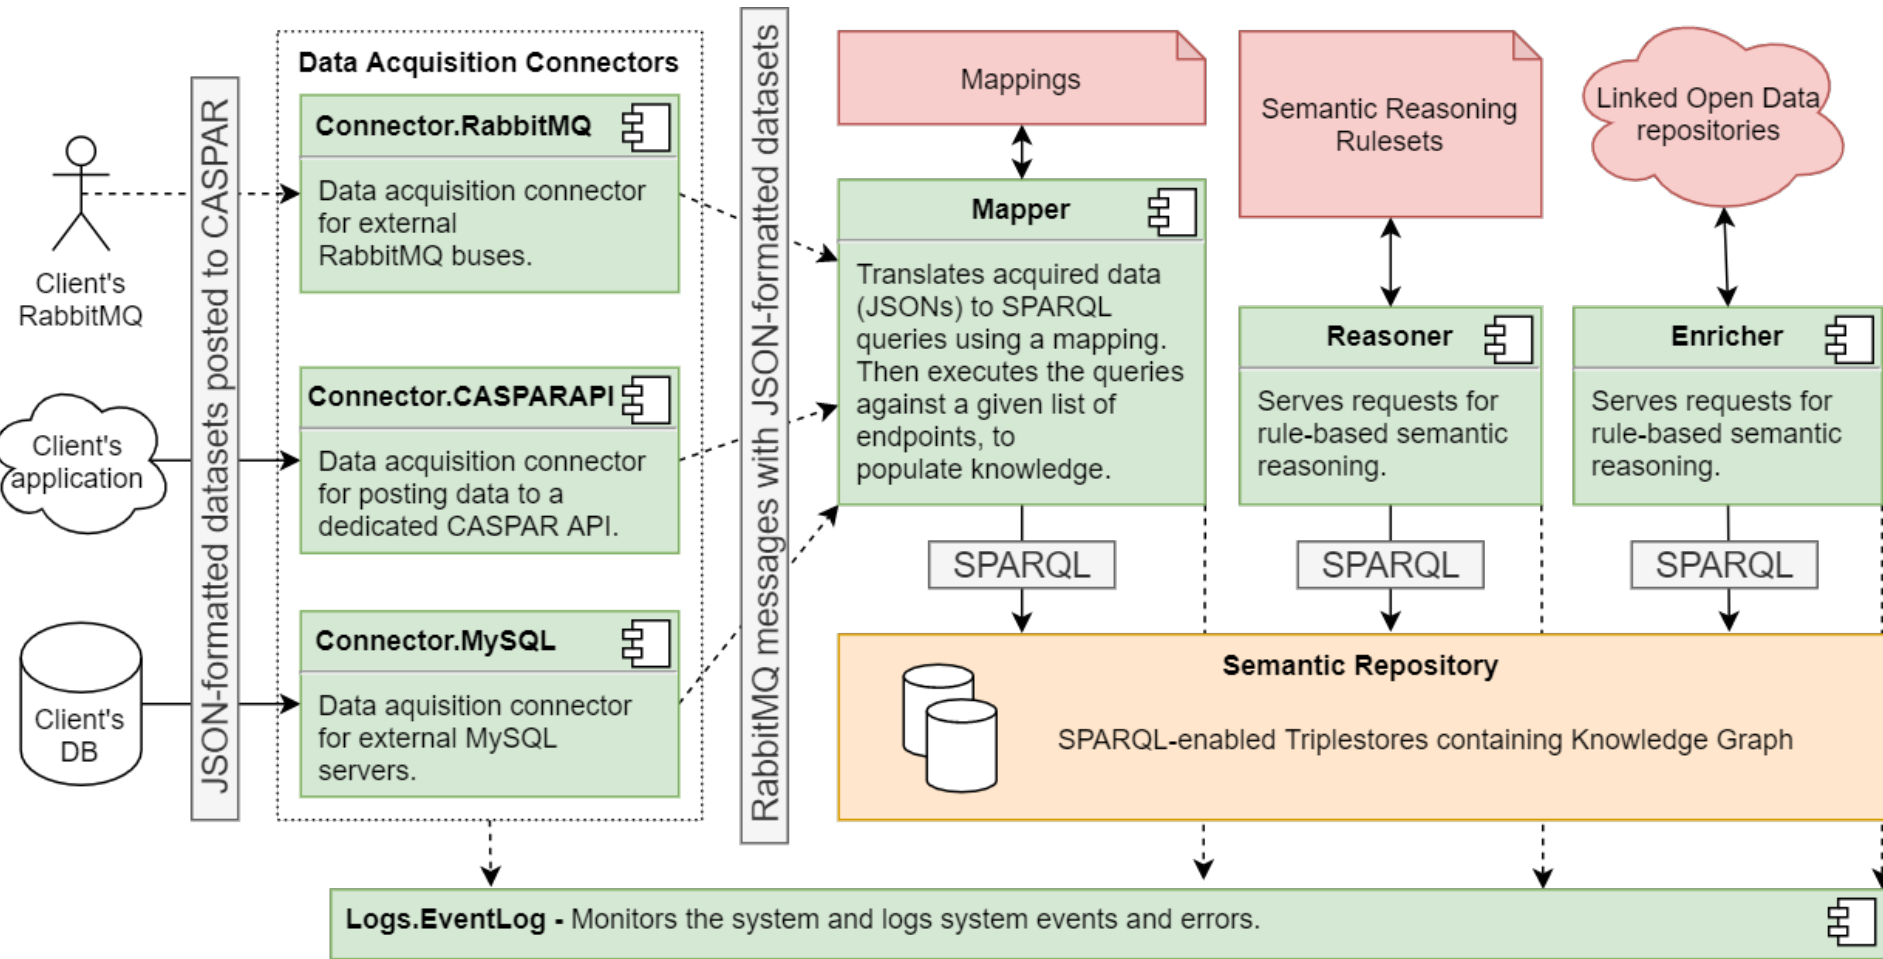 Client's
RabbitMQ
Client's
application
Client's
DB
JSON-formatted datasets posted to CASPAR
Data Acquisition Connectors
Connector.RabbitMQ
Data acquisition connector
for external
RabbitMQ buses.
Connector.CASPARAPI
Data acquisition connector
for posting data to a
dedicated CASPAR API.
Connector.MySQL
Data aquisition connector
for external MySQL
servers.
RabbitMQ messages with JSON-formatted datasets
Mappings
Mapper
Translates acquired data
(JSONs) to SPARQL
queries using a mapping.
Then executes the queries
against a given list of
endpoints, to
populate knowledge.
SPARQL
Semantic Reasoning
Rulesets
Reasoner
Serves requests for
rule-based semantic
reasoning.
SPARQL
Linked Open Data
repositories
Enricher
Serves requests for
rule-based semantic
reasoning.
SPARQL
Semantic Repository
SPARQL-enabled Triplestores containing Knowledge Graph
Logs.EventLog - Monitors the system and logs system events and errors.